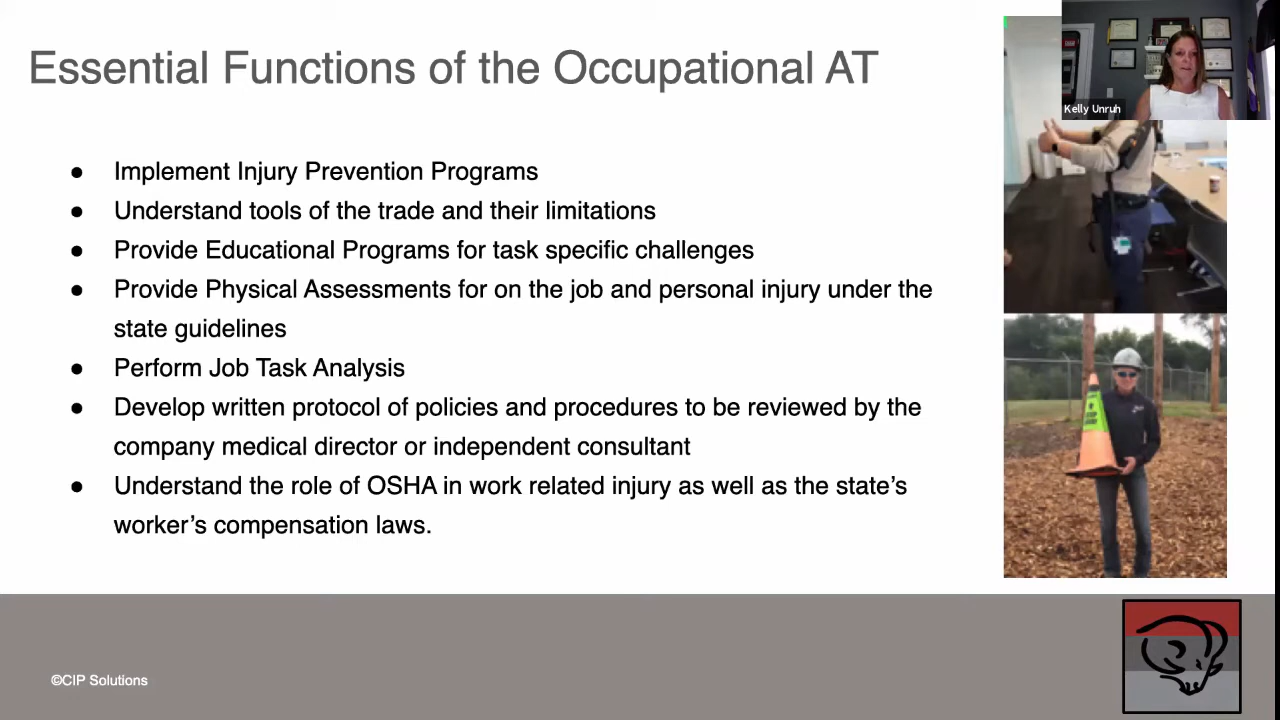 Essential Functions of the Occupational AT
Kelly Unruh
● Implement Injury Prevention Programs
● Understand tools of the trade and their limitations
● Provide Educational Programs for task specific challenges
● Provide Physical Assessments for on the job and personal injury under the
state guidelines
● Perform Job Task Analysis
● Develop written protocol of policies and procedures to be reviewed by the
company medical director or independent consultant
● Understand the role of OSHA in work related injury as well as the state’s
worker’s compensation laws.
©CIP Solutions